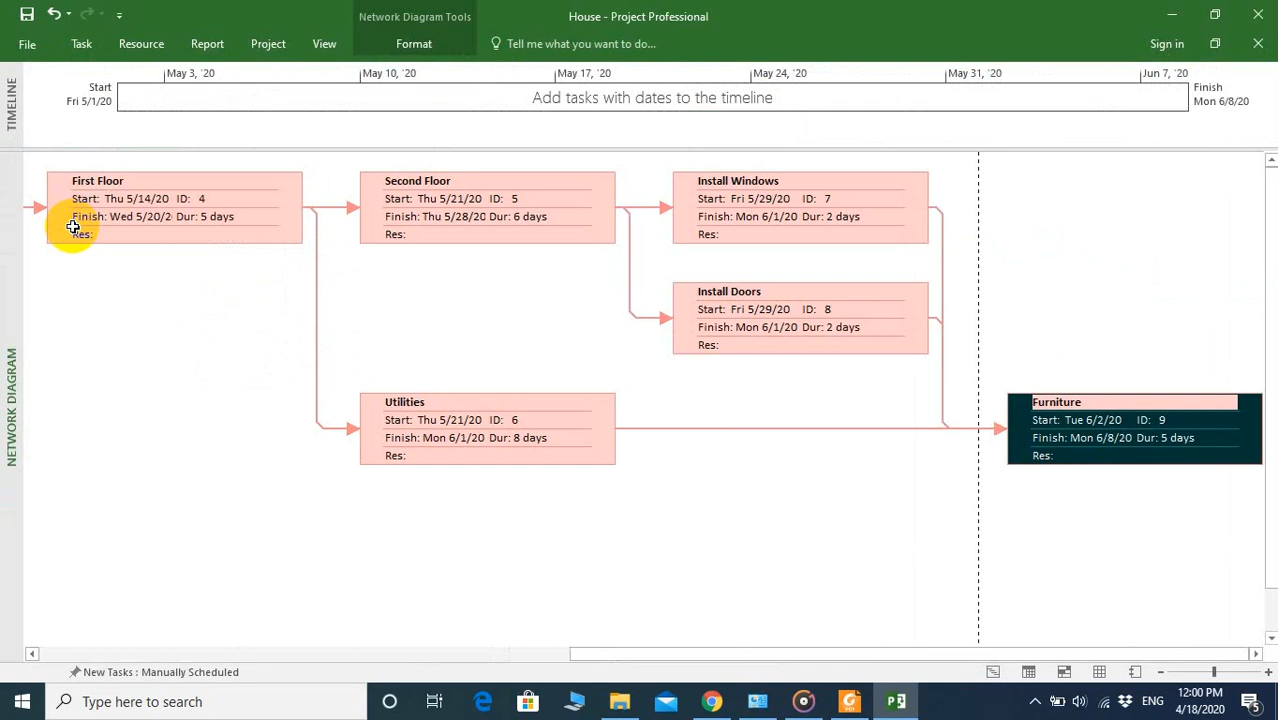 Network Diagram Tools
House - Project Professional
File
Task
Resource
Report
Project
View
Format
Tell me what you want to do...
Sign in
TIMELINE
Start
Fri 5/1/20
May 3, '20
May 10, '20
May 17, '20
May 24, '20
May 31, '20
Jun 7, '20
Add tasks with dates to the timeline
Finish
Mon 6/8/20
NETWORK DIAGRAM
First Floor
Start: Thu 5/14/20 ID: 4
Finish: Wed 5/20/2 Dur: 5 days
Res:
Second Floor
Start: Thu 5/21/20 ID: 5
Finish: Thu 5/28/20 Dur: 6 days
Res:
Install Windows
Start: Fri 5/29/20 ID: 7
Finish: Mon 6/1/20 Dur: 2 days
Res:
Install Doors
Start: Fri 5/29/20 ID: 8
Finish: Mon 6/1/20 Dur: 2 days
Res:
Utilities
Start: Thu 5/21/20 ID: 6
Finish: Mon 6/1/20 Dur: 8 days
Res:
Furniture
Start: Tue 6/2/20 ID: 9
Finish: Mon 6/8/20 Dur: 5 days
Res:
New Tasks : Manually Scheduled
Type here to search
ENG
12:00 PM
4/18/2020
5